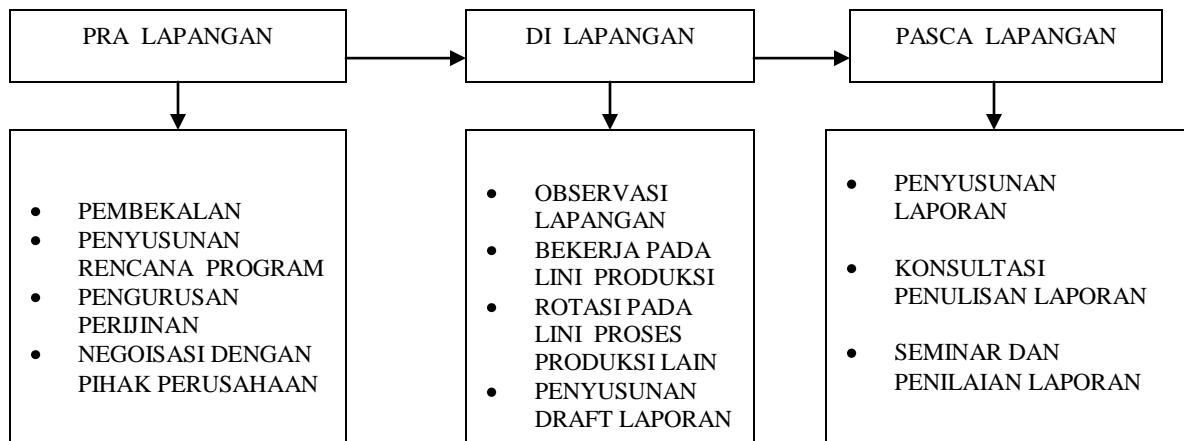 PRA LAPANGAN
DI LAPANGAN
PASCA LAPANGAN
• PEMBEKALAN
• PENYUSUNAN
RENCANA PROGRAM
• PENGURUSAN
PERIJINAN
• NEGOISASI DENGAN
PIHAK PERUSAHAAN
• OBSERVASI
LAPANGAN
• BEKERJA PADA
LINI PRODUKSI
• ROTASI PADA
LINI PROSES
PRODUKSI LAIN
• PENYUSUNAN
DRAFT LAPORAN
• PENYUSUNAN
LAPORAN
• KONSULTASI
PENULISAN LAPORAN
• SEMINAR DAN
PENILAIAN LAPORAN